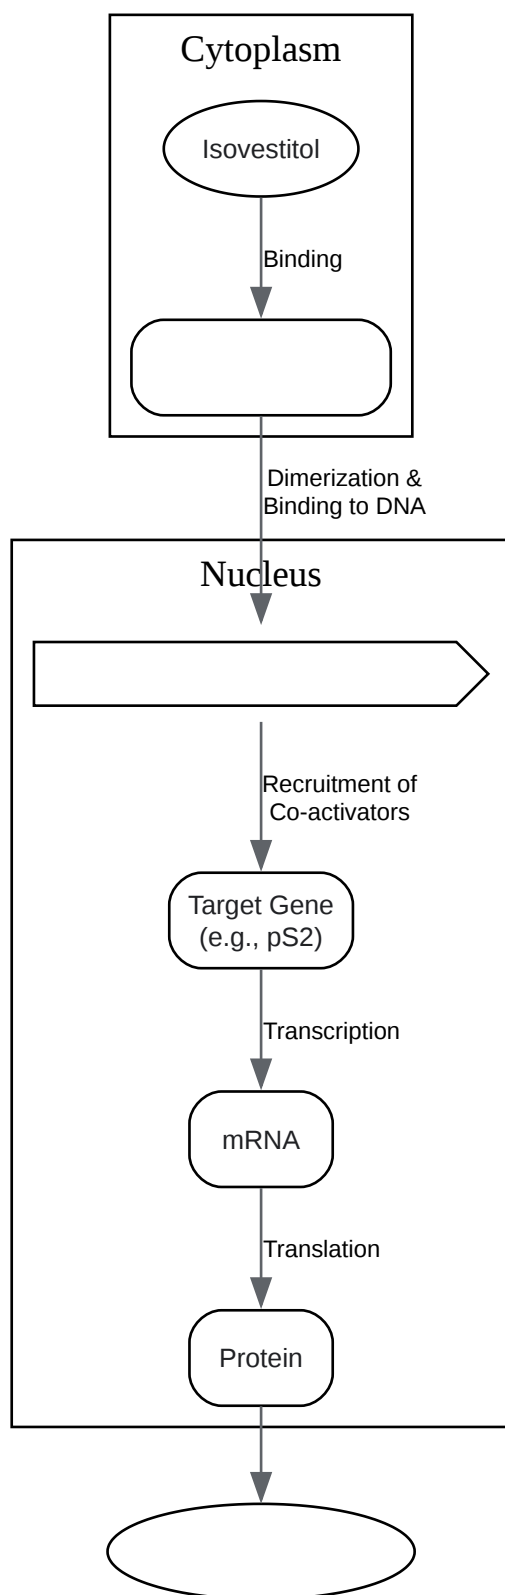 Cytoplasm
Isovestitol
Binding
Dimerization &
Binding to DNA
Nucleus
Recruitment of
Co-activators
Target Gene
(e.g., pS2)
Transcription
mRNA
Translation
Protein